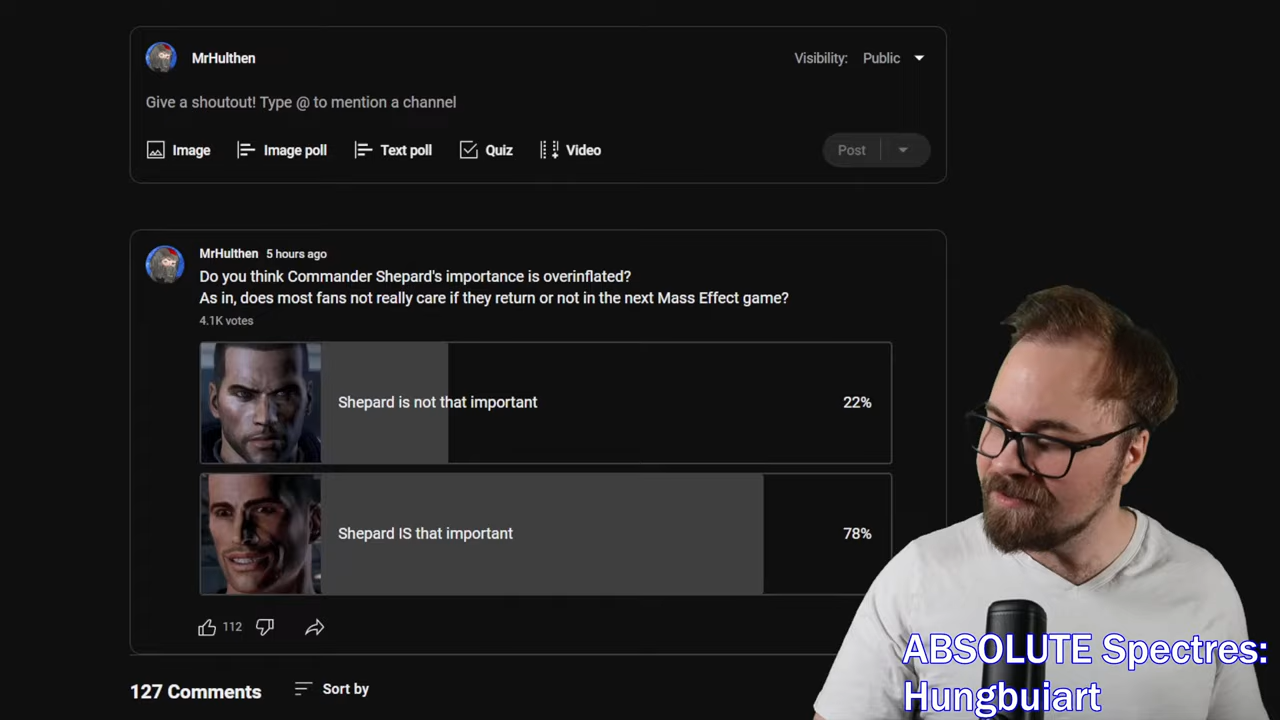 MrHulthen
Visibility: Public
Give a shoutout! Type @ to mention a channel
Image
Image poll
Text poll
Quiz
Video
Post
MrHulthen 5 hours ago
Do you think Commander Shepard's importance is overinflated?
As in, does most fans not really care if they return or not in the next Mass Effect game?
4.1K votes
Shepard is not that important 22%
Shepard IS that important 78%
112
127 Comments
Sort by
ABSOLUTE Spectres:
Hungbuiart